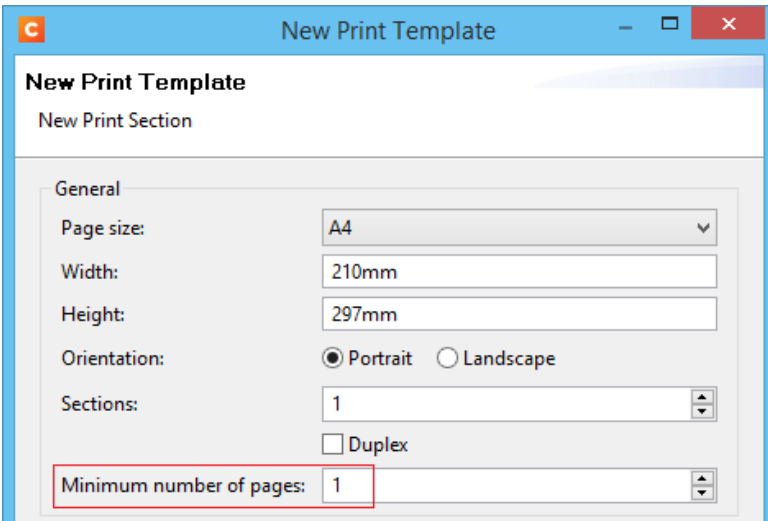 C New Print Template
New Print Template
New Print Section
General
Page size: A4
Width: 210mm
Height: 297mm
Orientation: Portrait Landscape
Sections: 1
Duplex
Minimum number of pages: 1